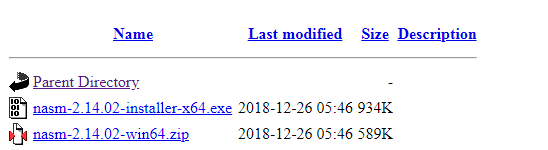 Name Last modified Size Description
Parent Directory -
nasm-2.14.02-installer-x64.exe 2018-12-26 05:46 934K
nasm-2.14.02-win64.zip 2018-12-26 05:46 589K